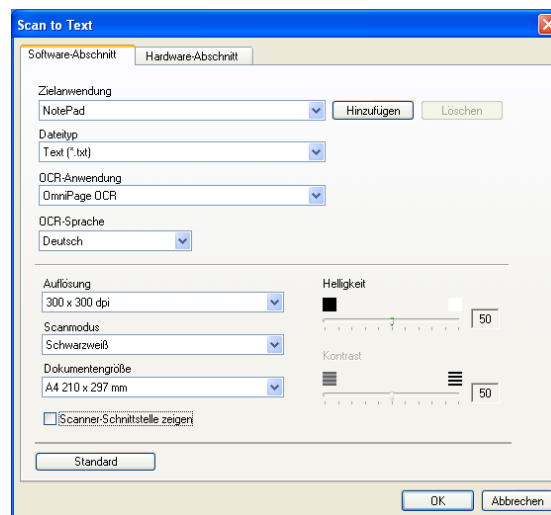 Scan to Text
Software-Abschnitt Hardware-Abschnitt
Zielanwendung
NotePad Hinzufügen Löschen
Dateityp
Text (*.txt)
OCR-Anwendung
OmniPage OCR
OCR-Sprache
Deutsch
Auflösung Helligkeit
300 x 300 dpi 50
Scanmodus
Schwarzweiß
Kontrast
Dokumentengröße
A4 210 x 297 mm 50
Scanner-Schnittstelle zeigen
Standard
OK Abbrechen